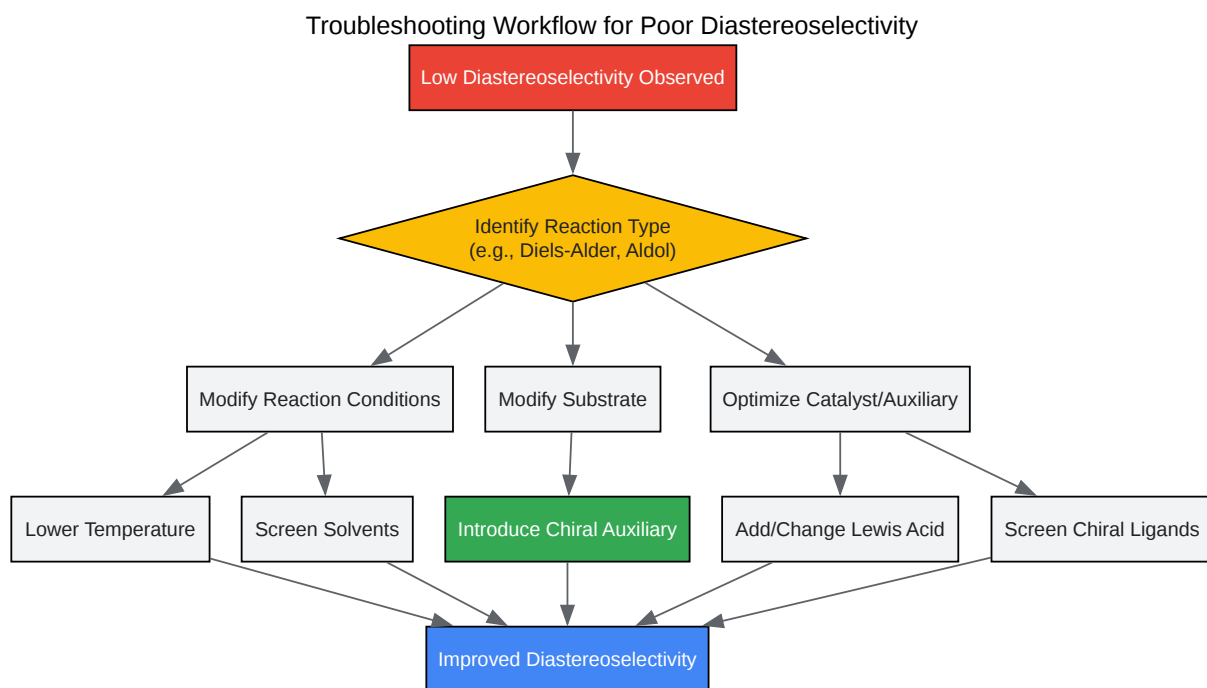 Troubleshooting Workflow for Poor Diastereoselectivity
Low Diastereoselectivity Observed
Identify Reaction Type
(e.g., Diels-Alder, Aldol)
Modify Reaction Conditions
Modify Substrate
Optimize Catalyst/Auxiliary
Lower Temperature
Screen Solvents
Introduce Chiral Auxiliary
Add/Change Lewis Acid
Screen Chiral Ligands
Improved Diastereoselectivity